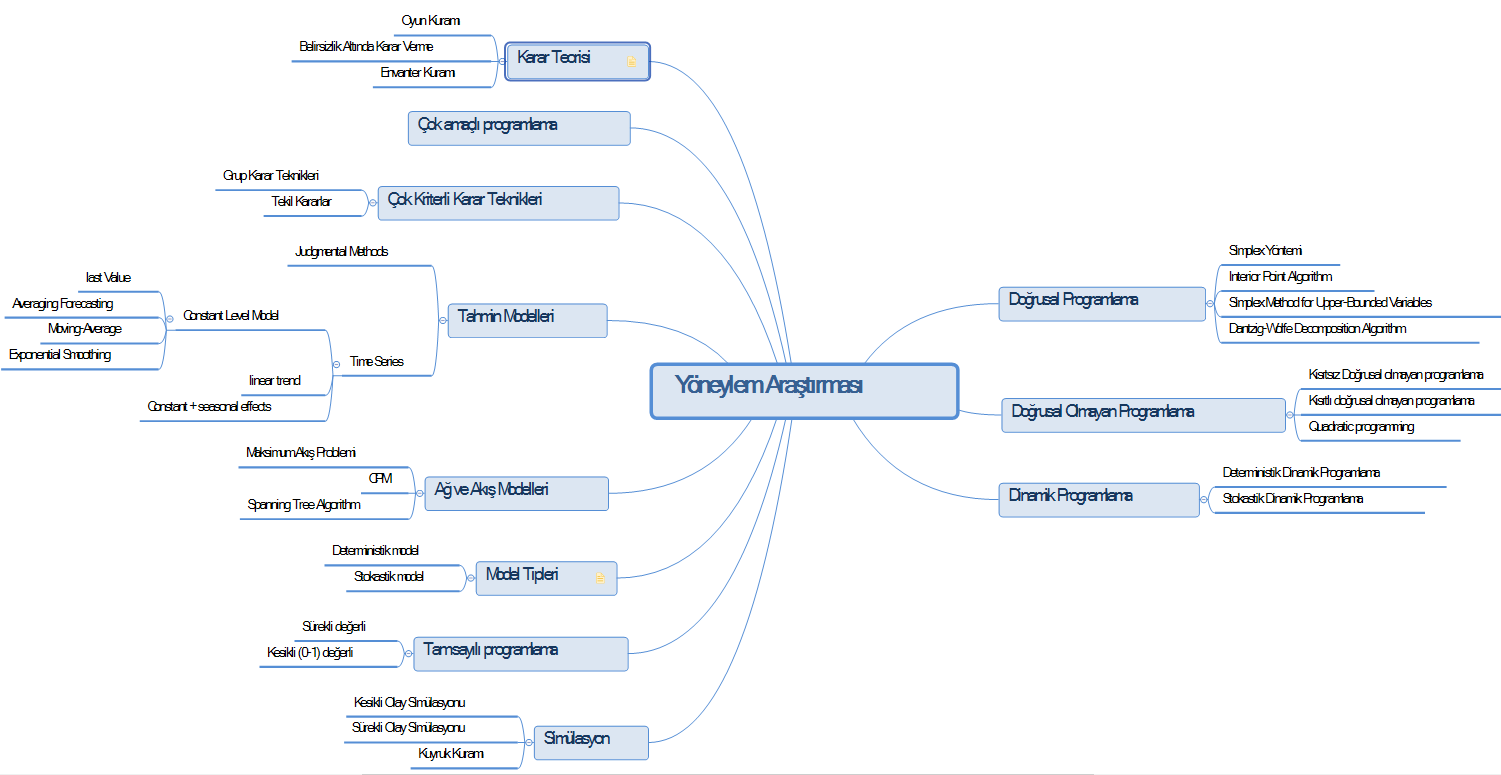 Yöneylem Araştırması
Karar Teorisi
Oyun Kuramı
Belirsizlik Altında Karar Verme
Envanter Kuramı
Çok amaçlı programlama
Çok Kriterli Karar Teknikleri
Grup Karar Teknikleri
Tekil Kararlar
Tahmin Modelleri
Judgmental Methods
Time Series
Constant Level Model
last Value
Averaging Forecasting
Moving-Average
Exponential Smoothing
linear trend
Constant + seasonal effects
Ağ ve Akış Modelleri
Maksimum Akış Problemi
CPM
Spanning Tree Algorithm
Model Tipleri
Deterministik model
Stokastik model
Tamsayılı programlama
Sürekli değerli
Kesikli (0-1) değerli
Simülasyon
Kesikli Olay Simülasyonu
Sürekli Olay Simülasyonu
Kuyruk Kuramı
Doğrusal Programlama
Simplex Yöntemi
Interior Point Algorithm
Simplex Method for Upper-Bounded Variables
Dantzig-Wolfe Decomposition Algorithm
Doğrusal Olmayan Programlama
Kısıtsız Doğrusal olmayan programlama
Kısıtlı doğrusal olmayan programlama
Quadratic programming
Dinamik Programlama
Deterministik Dinamik Programlama
Stokastik Dinamik Programlama